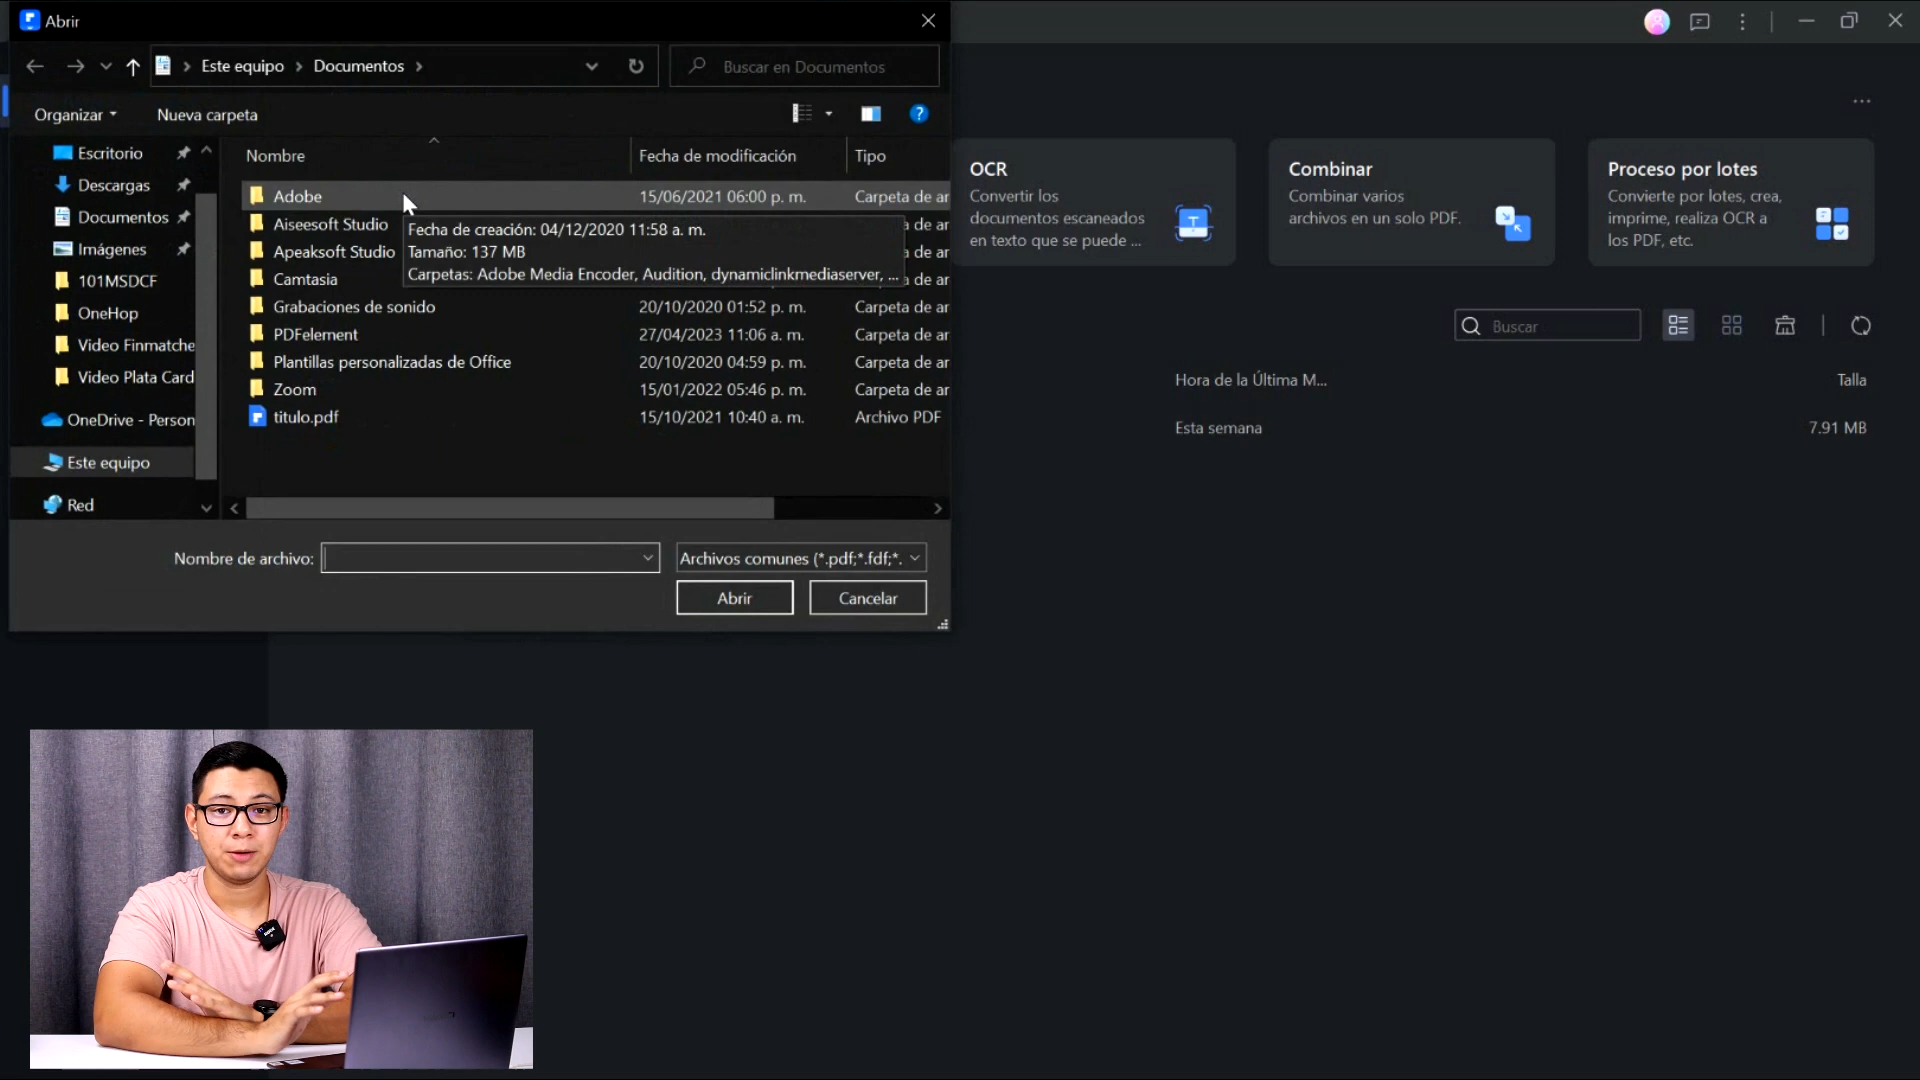 Abrir
Este equipo
Documentos
Buscar en Documentos
Organizar
Nueva carpeta
Escritorio
Descargas
Documentos
Imágenes
101MSDCF
OneHop
Video Finmatche
Video Plata Card
OneDrive - Person
Este equipo
Red
Nombre
Fecha de modificación
Tipo
Adobe
15/06/2021 06:00 p. m.
Carpeta de ar
Aiseesoft Studio
a de ar
Apeaksoft Studio
a de ar
Camtasia
a de ar
Fecha de creación: 04/12/2020 11:58 a. m.
Tamaño: 137 MB
Carpetas: Adobe Media Encoder, Audition, dynamiclinkmediaserver, ...
Grabaciones de sonido
20/10/2020 01:52 p. m.
Carpeta de ar
PDFelement
27/04/2023 11:06 a. m.
Carpeta de ar
Plantillas personalizadas de Office
20/10/2020 04:59 p. m.
Carpeta de ar
Zoom
15/01/2022 05:46 p. m.
Carpeta de ar
titulo.pdf
15/10/2021 10:40 a. m.
Archivo PDF
Nombre de archivo:
Archivos comunes (*.pdf;*.fdf;*.
Abrir
Cancelar
OCR
Convertir los
documentos escaneados
en texto que se puede ...
Combinar
Combinar varios
archivos en un solo PDF.
Proceso por lotes
Convierte por lotes, crea,
imprime, realiza OCR a
los PDF, etc.
Buscar
Hora de la Última M...
Talla
Esta semana
7.91 MB